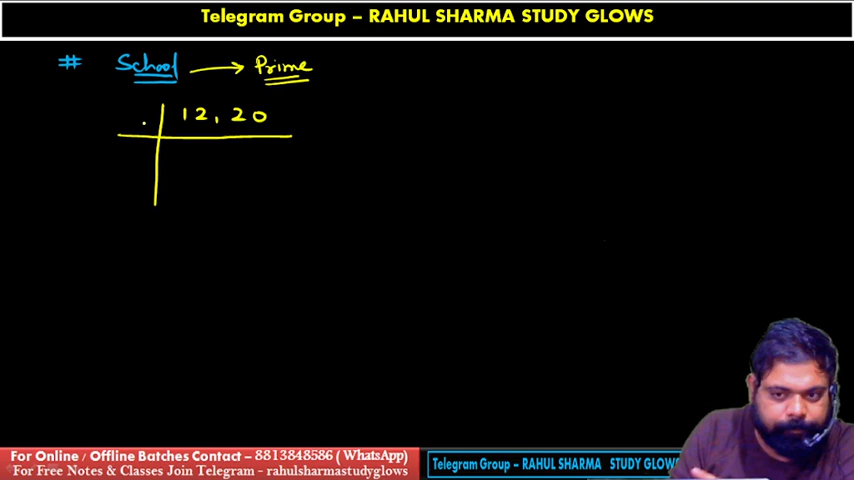 Telegram Group – RAHUL SHARMA STUDY GLOWS
# School → Prime
12, 20
For Online / Offline Batches Contact – 8813848586 ( WhatsApp)
For Free Notes & Classes Join Telegram - rahulsharmastudyglows
Telegram Group – RAHUL SHARMA STUDY GLOWS